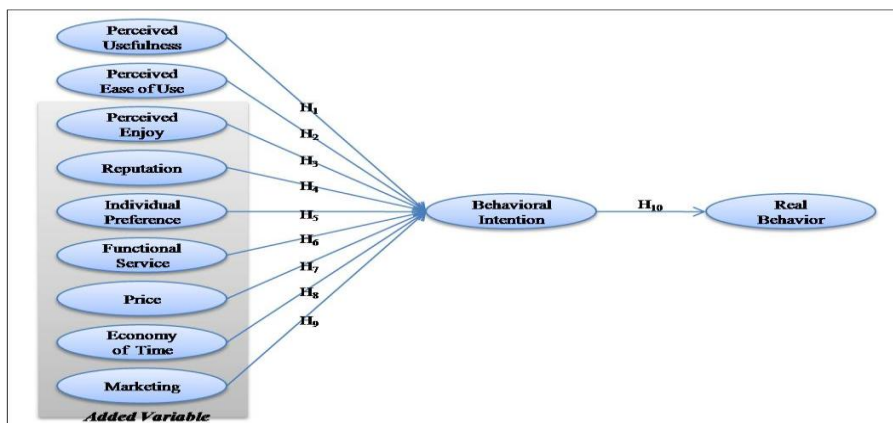 Perceived
Usefulness
Perceived
Ease of Use
Perceived
Enjoy
Reputation
Individual
Preference
Functional
Service
Price
Economy
of Time
Marketing
Added Variable
H₁
H₂
H₃
H₄
H₅
H₆
H₇
H₈
H₉
Behavioral
Intention
H₁₀
Real
Behavior